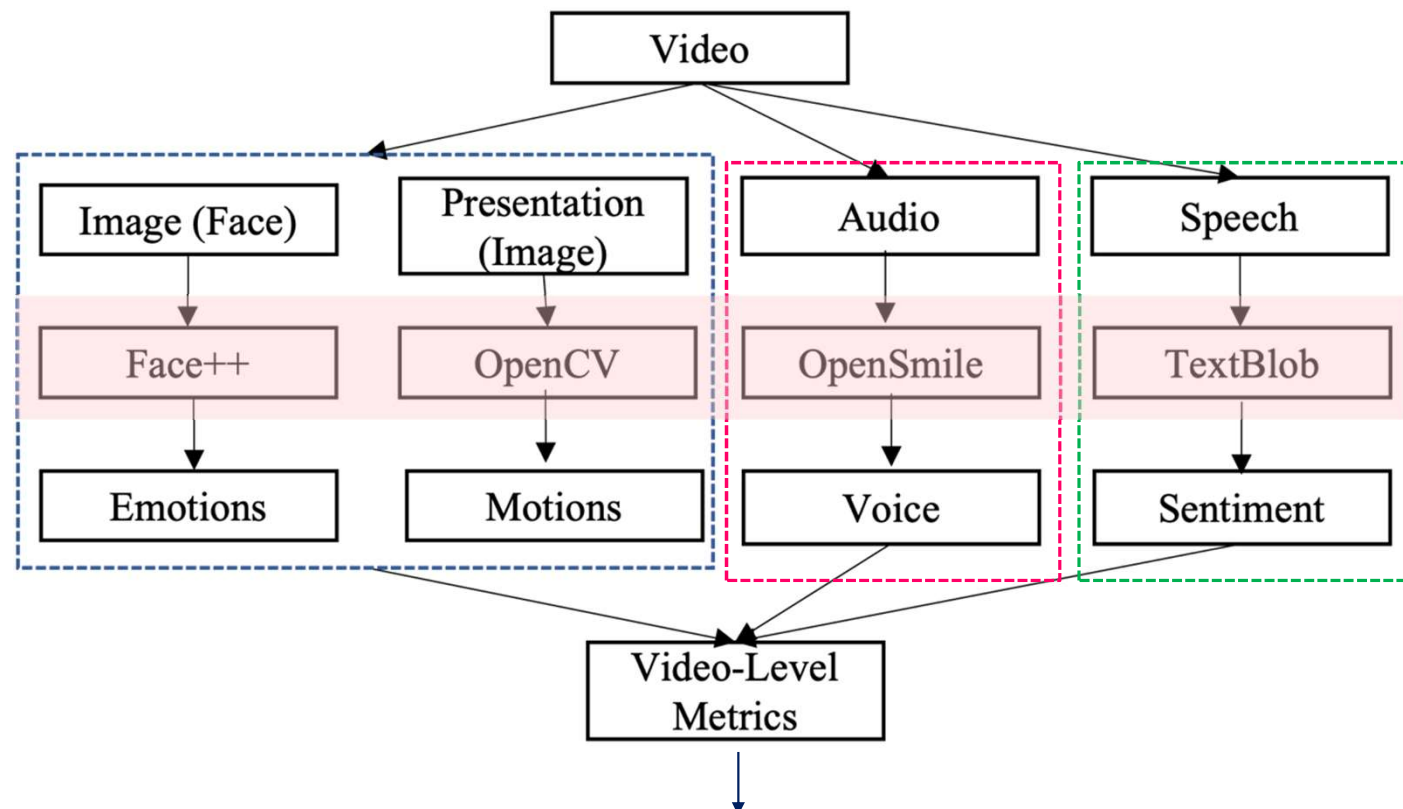 Video
Image (Face)
Presentation
(Image)
Audio
Speech
Face++
OpenCV
OpenSmile
TextBlob
Emotions
Motions
Voice
Sentiment
Video-Level
Metrics